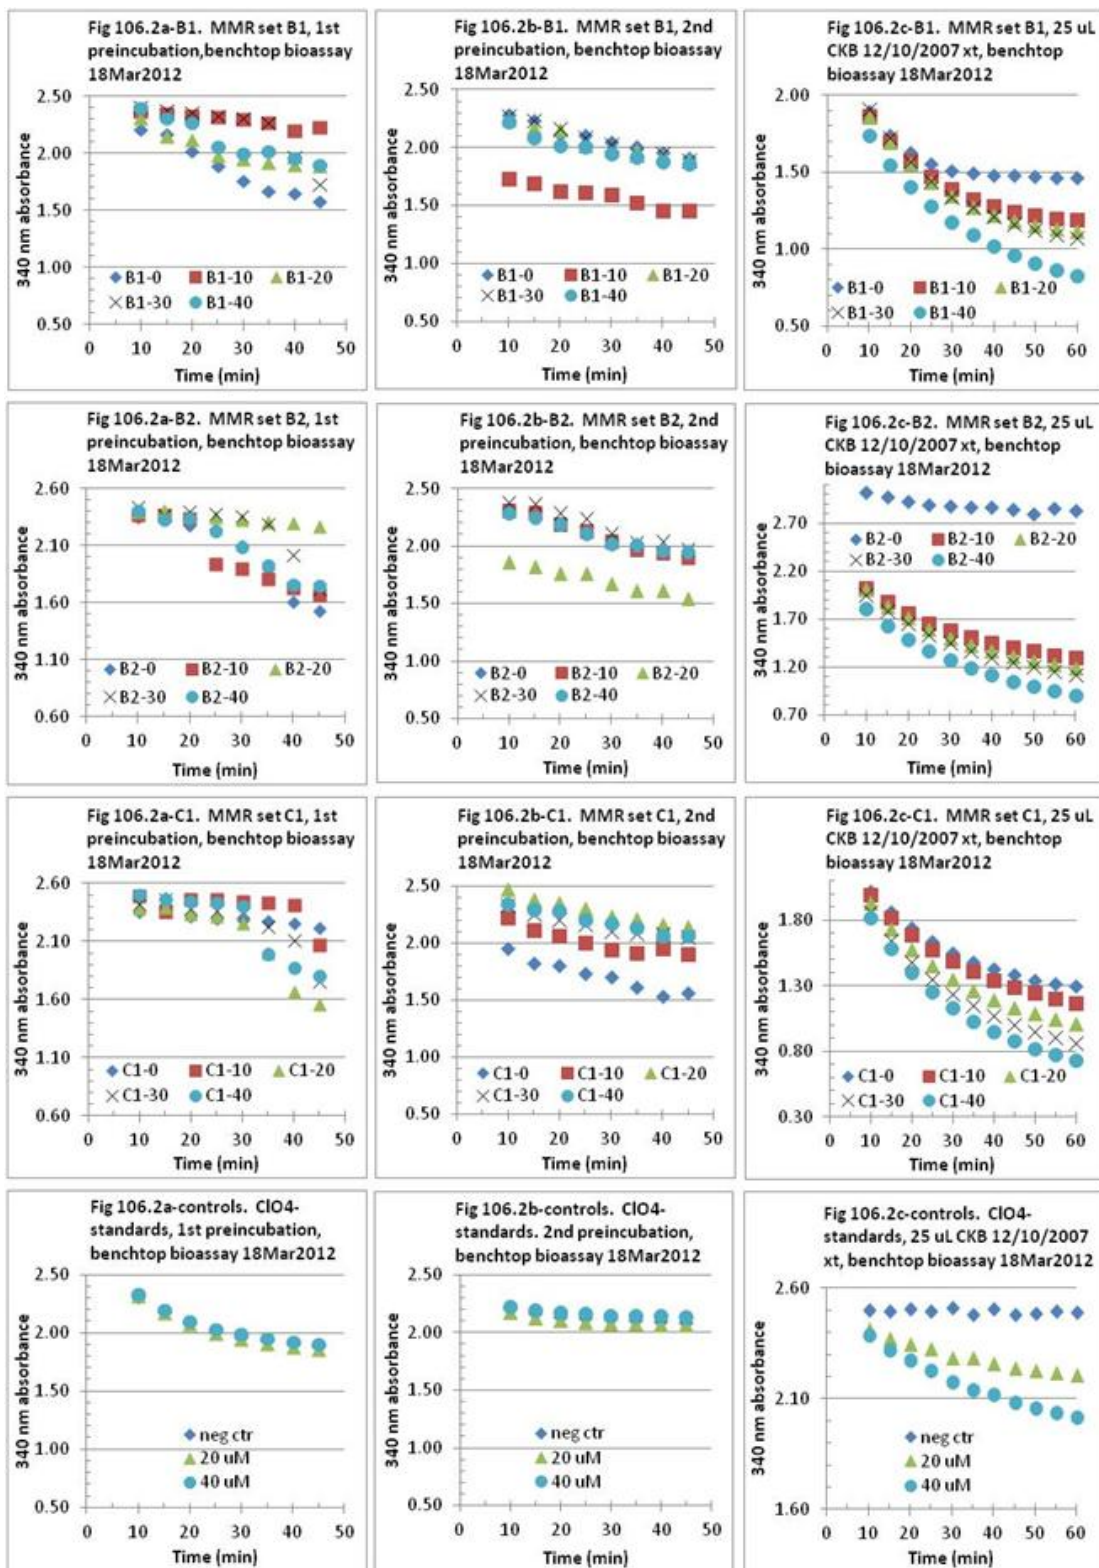 Fig 106.2a-B1. MMR set B1, 1st
preincubation,benchtop bioassay
18Mar2012
2.50
2.00
1.50
1.00
0.50
340 nm absorbance
B1-0 B1-10 B1-20
B1-30 B1-40
0 10 20 30 40 50
Time (min)
Fig 106.2b-B1. MMR set B1, 2nd
preincubation, benchtop bioassay
18Mar2012
2.50
2.00
1.50
1.00
0.50
340 nm absorbance
B1-0 B1-10 B1-20
B1-30 B1-40
0 10 20 30 40 50
Time (min)
Fig 106.2c-B1. MMR set B1, 25 uL
CKB 12/10/2007 xt, benchtop
bioassay 18Mar2012
2.00
1.50
1.00
0.50
340 nm absorbance
B1-0 B1-10 B1-20
B1-30 B1-40
0 10 20 30 40 50 60
Time (min)
Fig 106.2a-B2. MMR set B2, 1st
preincubation, benchtop bioassay
18Mar2012
2.60
2.10
1.60
1.10
0.60
340 nm absorbance
B2-0 B2-10 B2-20
B2-30 B2-40
0 10 20 30 40 50
Time (min)
Fig 106.2b-B2. MMR set B2, 2nd
preincubation, benchtop bioassay
18Mar2012
2.50
2.00
1.50
1.00
0.50
340 nm absorbance
B2-0 B2-10 B2-20
B2-30 B2-40
0 10 20 30 40 50
Time (min)
Fig 106.2c-B2. MMR set B2, 25 uL
CKB 12/10/2007 xt, benchtop
bioassay 18Mar2012
2.70
2.20
1.70
1.20
0.70
340 nm absorbance
B2-0 B2-10 B2-20
B2-30 B2-40
0 10 20 30 40 50 60
Time (min)
Fig 106.2a-C1. MMR set C1, 1st
preincubation, benchtop bioassay
18Mar2012
2.60
2.10
1.60
1.10
0.60
340 nm absorbance
C1-0 C1-10 C1-20
C1-30 C1-40
0 10 20 30 40 50
Time (min)
Fig 106.2b-C1. MMR set C1, 2nd
preincubation, benchtop bioassay
18Mar2012
2.50
2.00
1.50
1.00
0.50
340 nm absorbance
C1-0 C1-10 C1-20
C1-30 C1-40
0 10 20 30 40 50
Time (min)
Fig 106.2c-C1. MMR set C1, 25 uL
CKB 12/10/2007 xt, benchtop
bioassay 18Mar2012
1.80
1.30
0.80
0.30
340 nm absorbance
C1-0 C1-10 C1-20
C1-30 C1-40
0 10 20 30 40 50 60
Time (min)
Fig 106.2a-controls. ClO4-
standards, 1st preincubation,
benchtop bioassay 18Mar2012
2.50
2.00
1.50
1.00
0.50
340 nm absorbance
neg ctr
20 uM
40 uM
0 10 20 30 40 50
Time (min)
Fig 106.2b-controls. ClO4-
standards. 2nd preincubation,
benchtop bioassay 18Mar2012
2.50
2.00
1.50
1.00
0.50
340 nm absorbance
neg ctr
20 uM
40 uM
0 10 20 30 40 50
Time (min)
Fig 106.2c-controls. ClO4-
standards, 25 uL CKB 12/10/2007
xt, benchtop bioassay 18Mar2012
2.60
2.10
1.60
340 nm absorbance
neg ctr
20 uM
40 uM
0 10 20 30 40 50 60
Time (min)